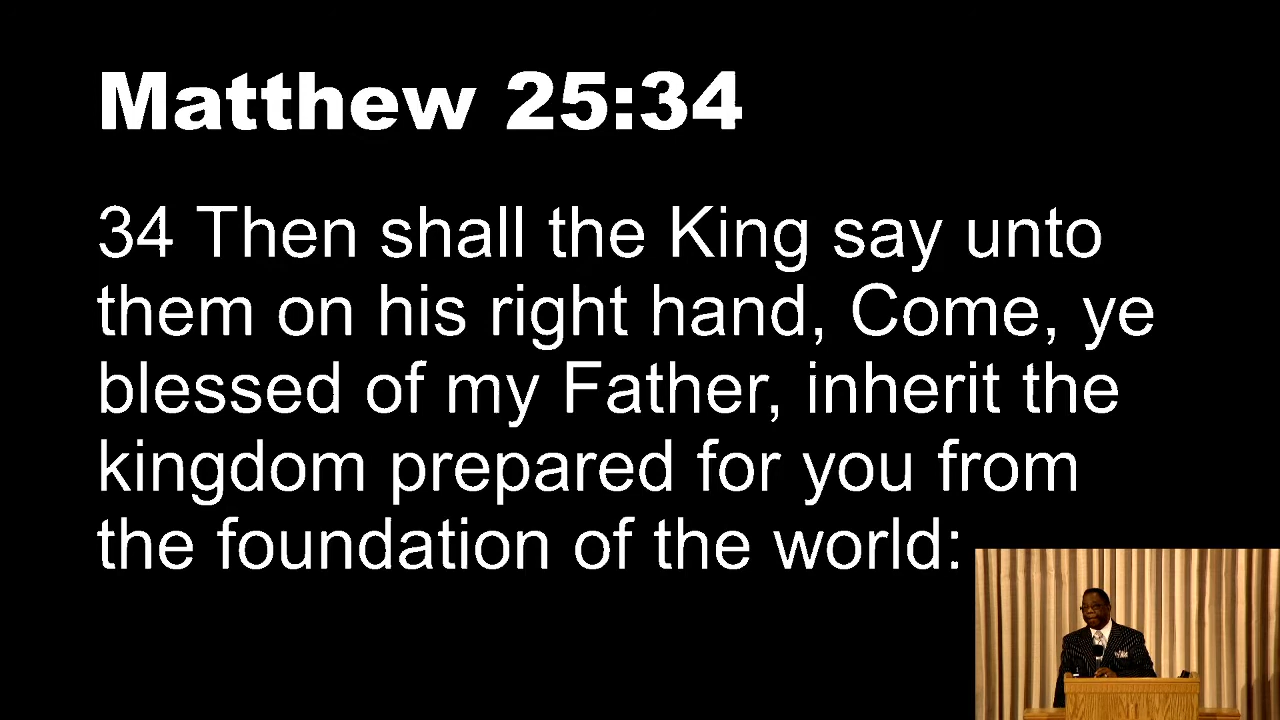 Matthew 25:34
34 Then shall the King say unto
them on his right hand, Come, ye
blessed of my Father, inherit the
kingdom prepared for you from
the foundation of the world: